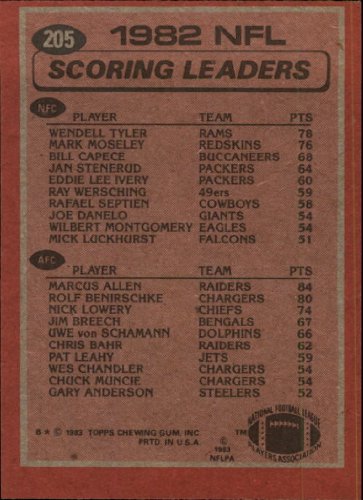 205
1982 NFL
SCORING LEADERS
NFC
PLAYER TEAM PTS
WENDELL TYLER RAMS 78
MARK MOSELEY REDSKINS 76
BILL CAPECE BUCCANEERS 68
JAN STENERUD PACKERS 64
EDDIE LEE IVERY PACKERS 60
RAY WERSCHING 49ers 59
RAFAEL SEPTIEN COWBOYS 58
JOE DANELO GIANTS 54
WILBERT MONTGOMERY EAGLES 54
MICK LUCKHURST FALCONS 51
AFC
PLAYER TEAM PTS
MARCUS ALLEN RAIDERS 84
ROLF BENIRSCHKE CHARGERS 80
NICK LOWERY CHIEFS 74
JIM BREECH BENGALS 67
UWE von SCHAMANN DOLPHINS 66
CHRIS BAHR RAIDERS 62
PAT LEAHY JETS 59
WES CHANDLER CHARGERS 54
CHUCK MUNCIE CHARGERS 54
GARY ANDERSON STEELERS 52
B* © 1983 TOPPS CHEWING GUM, INC.
PRTD. IN U.S.A.
© 1983
NFLPA
TM
NATIONAL FOOTBALL LEAGUE
PLAYERS ASSOCIATION